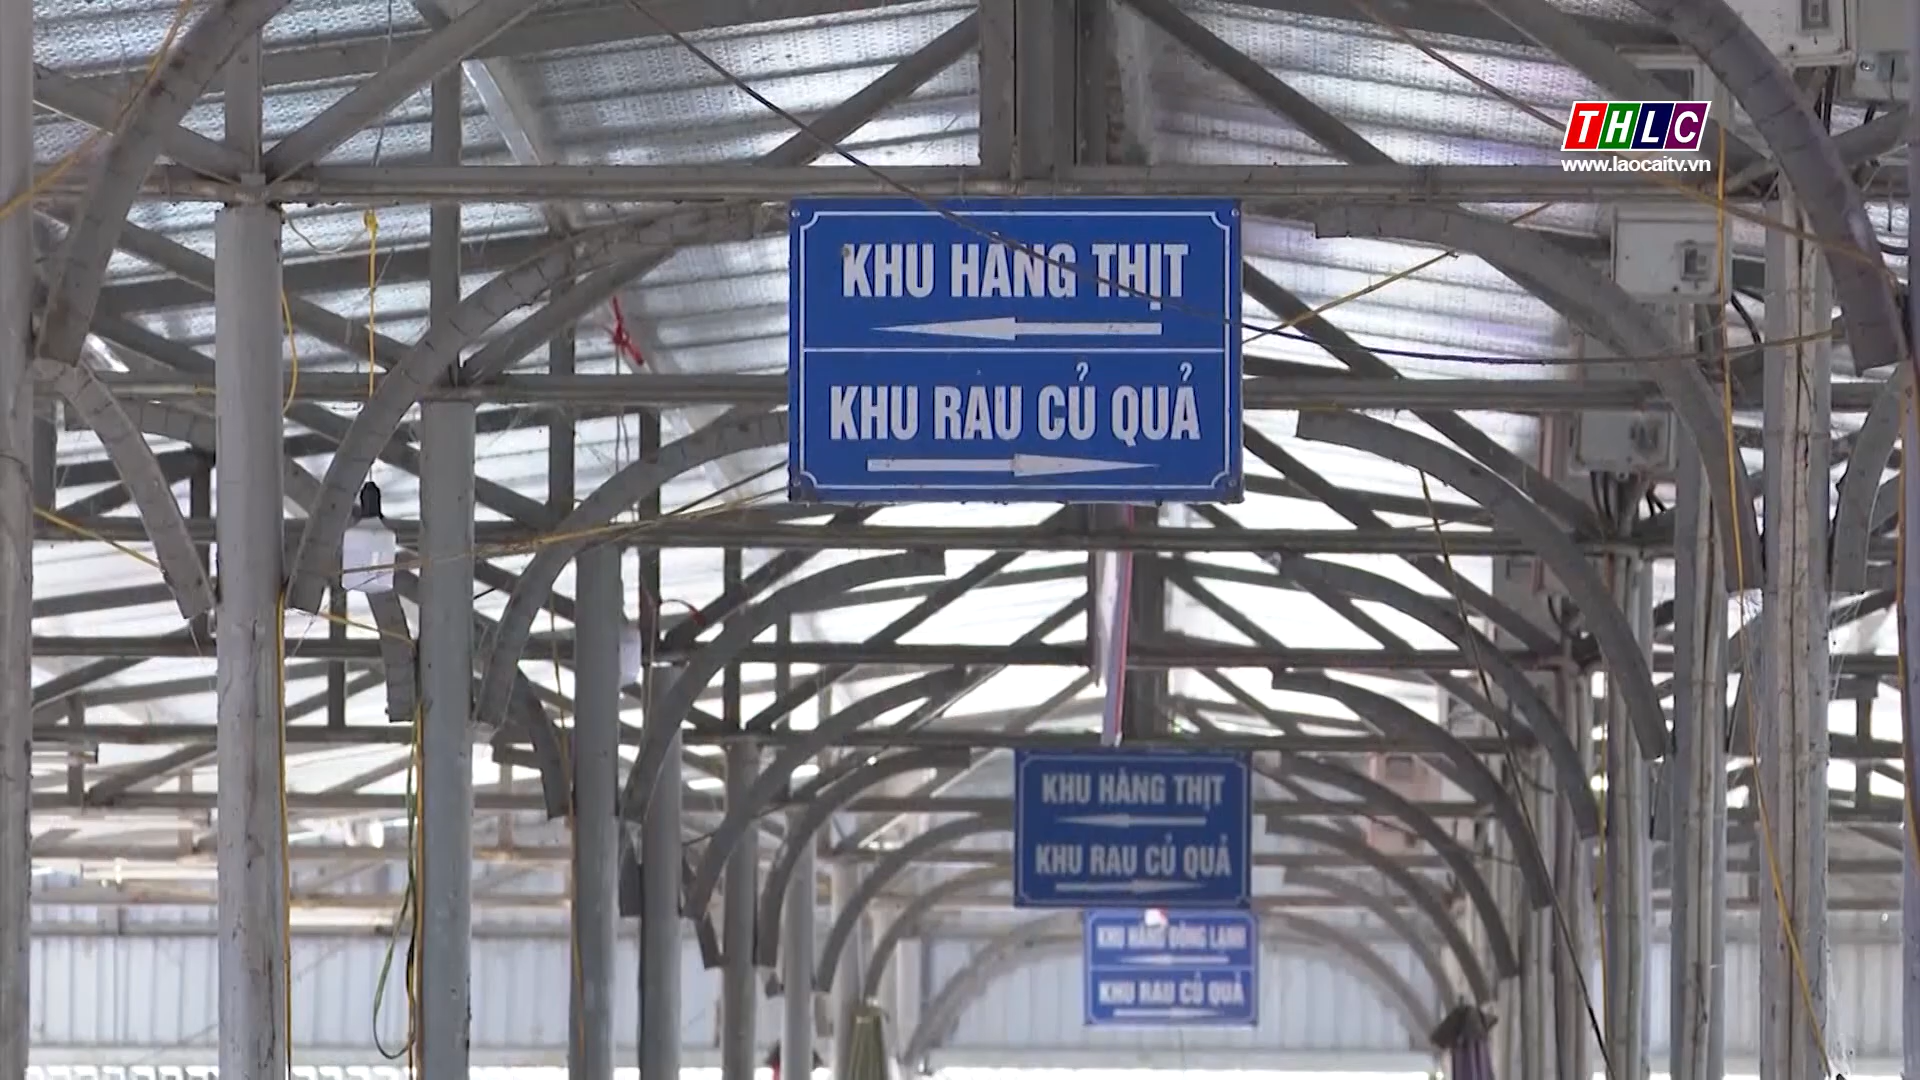 THLC
www.laocaitv.vn
KHU HÀNG THỊT
KHU RAU CỦ QUẢ
KHU HÀNG THỊT
KHU RAU CỦ QUẢ
KHU HÀNG ĐÔNG LẠNH
KHU RAU CỦ QUẢ